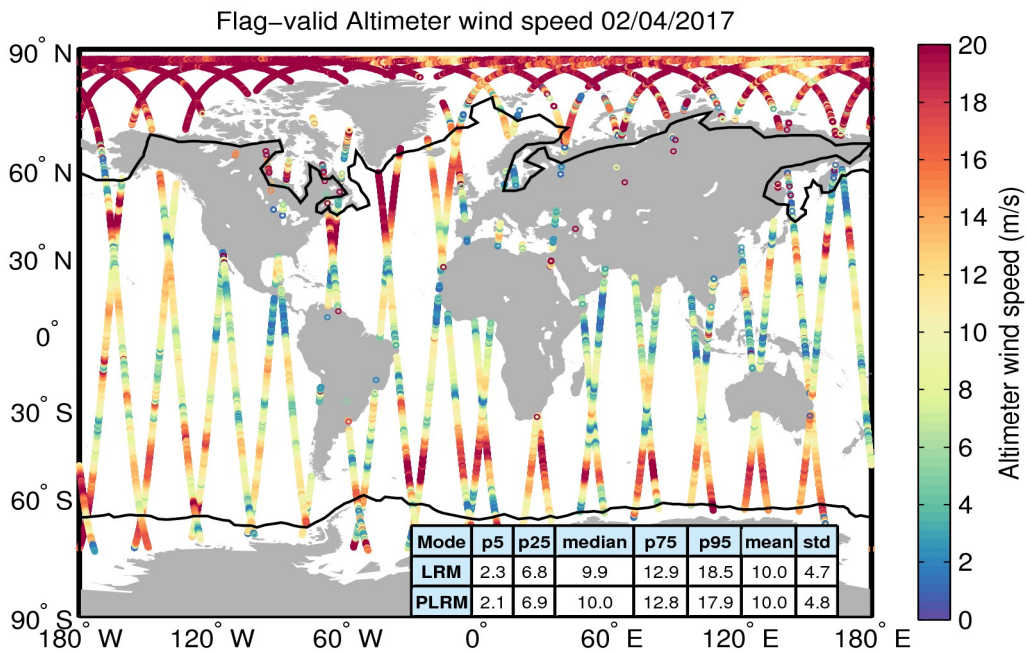 Flag−valid Altimeter wind speed 02/04/2017
90° N
60° N
30° N
0°
30° S
60° S
90° S
180° W
120° W
60° W
0°
60° E
120° E
180° E
Mode p5 p25 median p75 p95 mean std
LRM 2.3 6.8 9.9 12.9 18.5 10.0 4.7
PLRM 2.1 6.9 10.0 12.8 17.9 10.0 4.8
20
18
16
14
12
10
8
6
4
2
0
Altimeter wind speed (m/s)